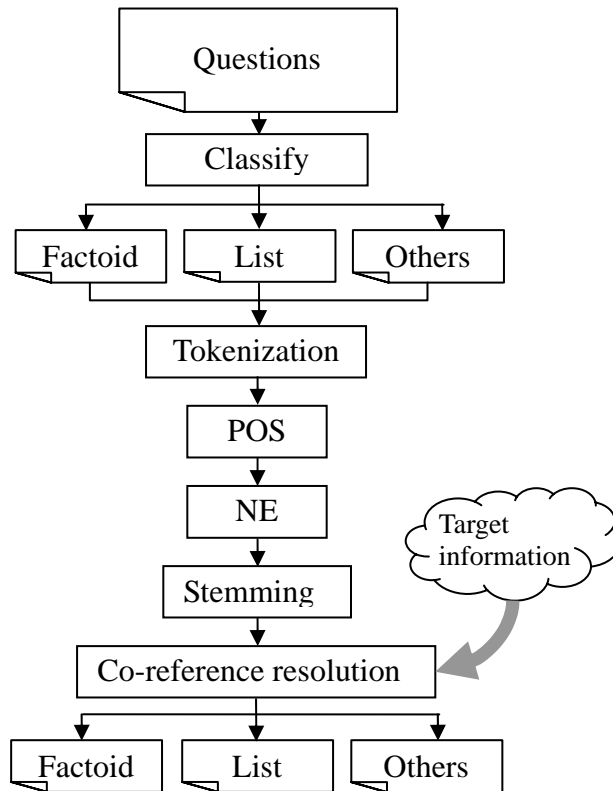 Questions
Classify
Factoid
List
Others
Tokenization
POS
NE
Target
information
Stemming
Co-reference resolution
Factoid
List
Others